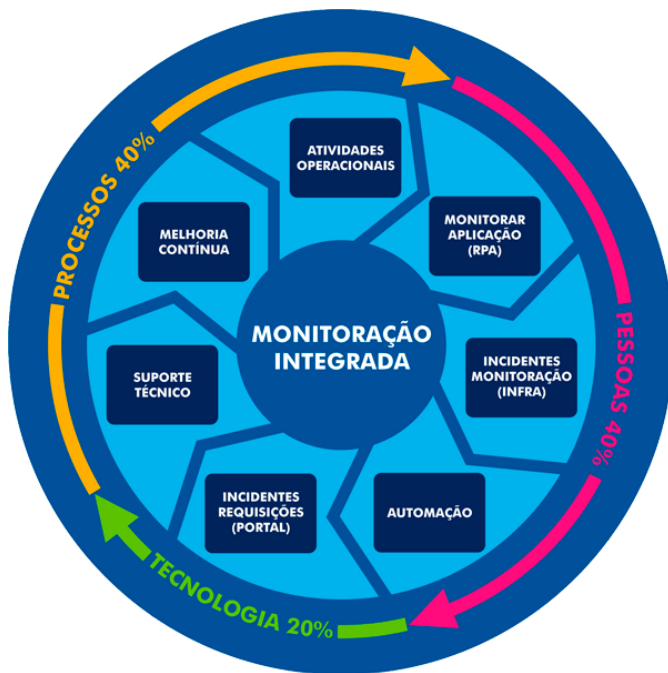 MONITORAÇÃO
INTEGRADA
ATIVIDADES
OPERACIONAIS
MONITORAR
APLICAÇÃO
(RPA)
INCIDENTES
MONITORAÇÃO
(INFRA)
AUTOMAÇÃO
INCIDENTES
REQUISIÇÕES
(PORTAL)
SUPORTE
TÉCNICO
MELHORIA
CONTÍNUA
PESSOAS 40%
TECNOLOGIA 20%
PROCESSOS 40%